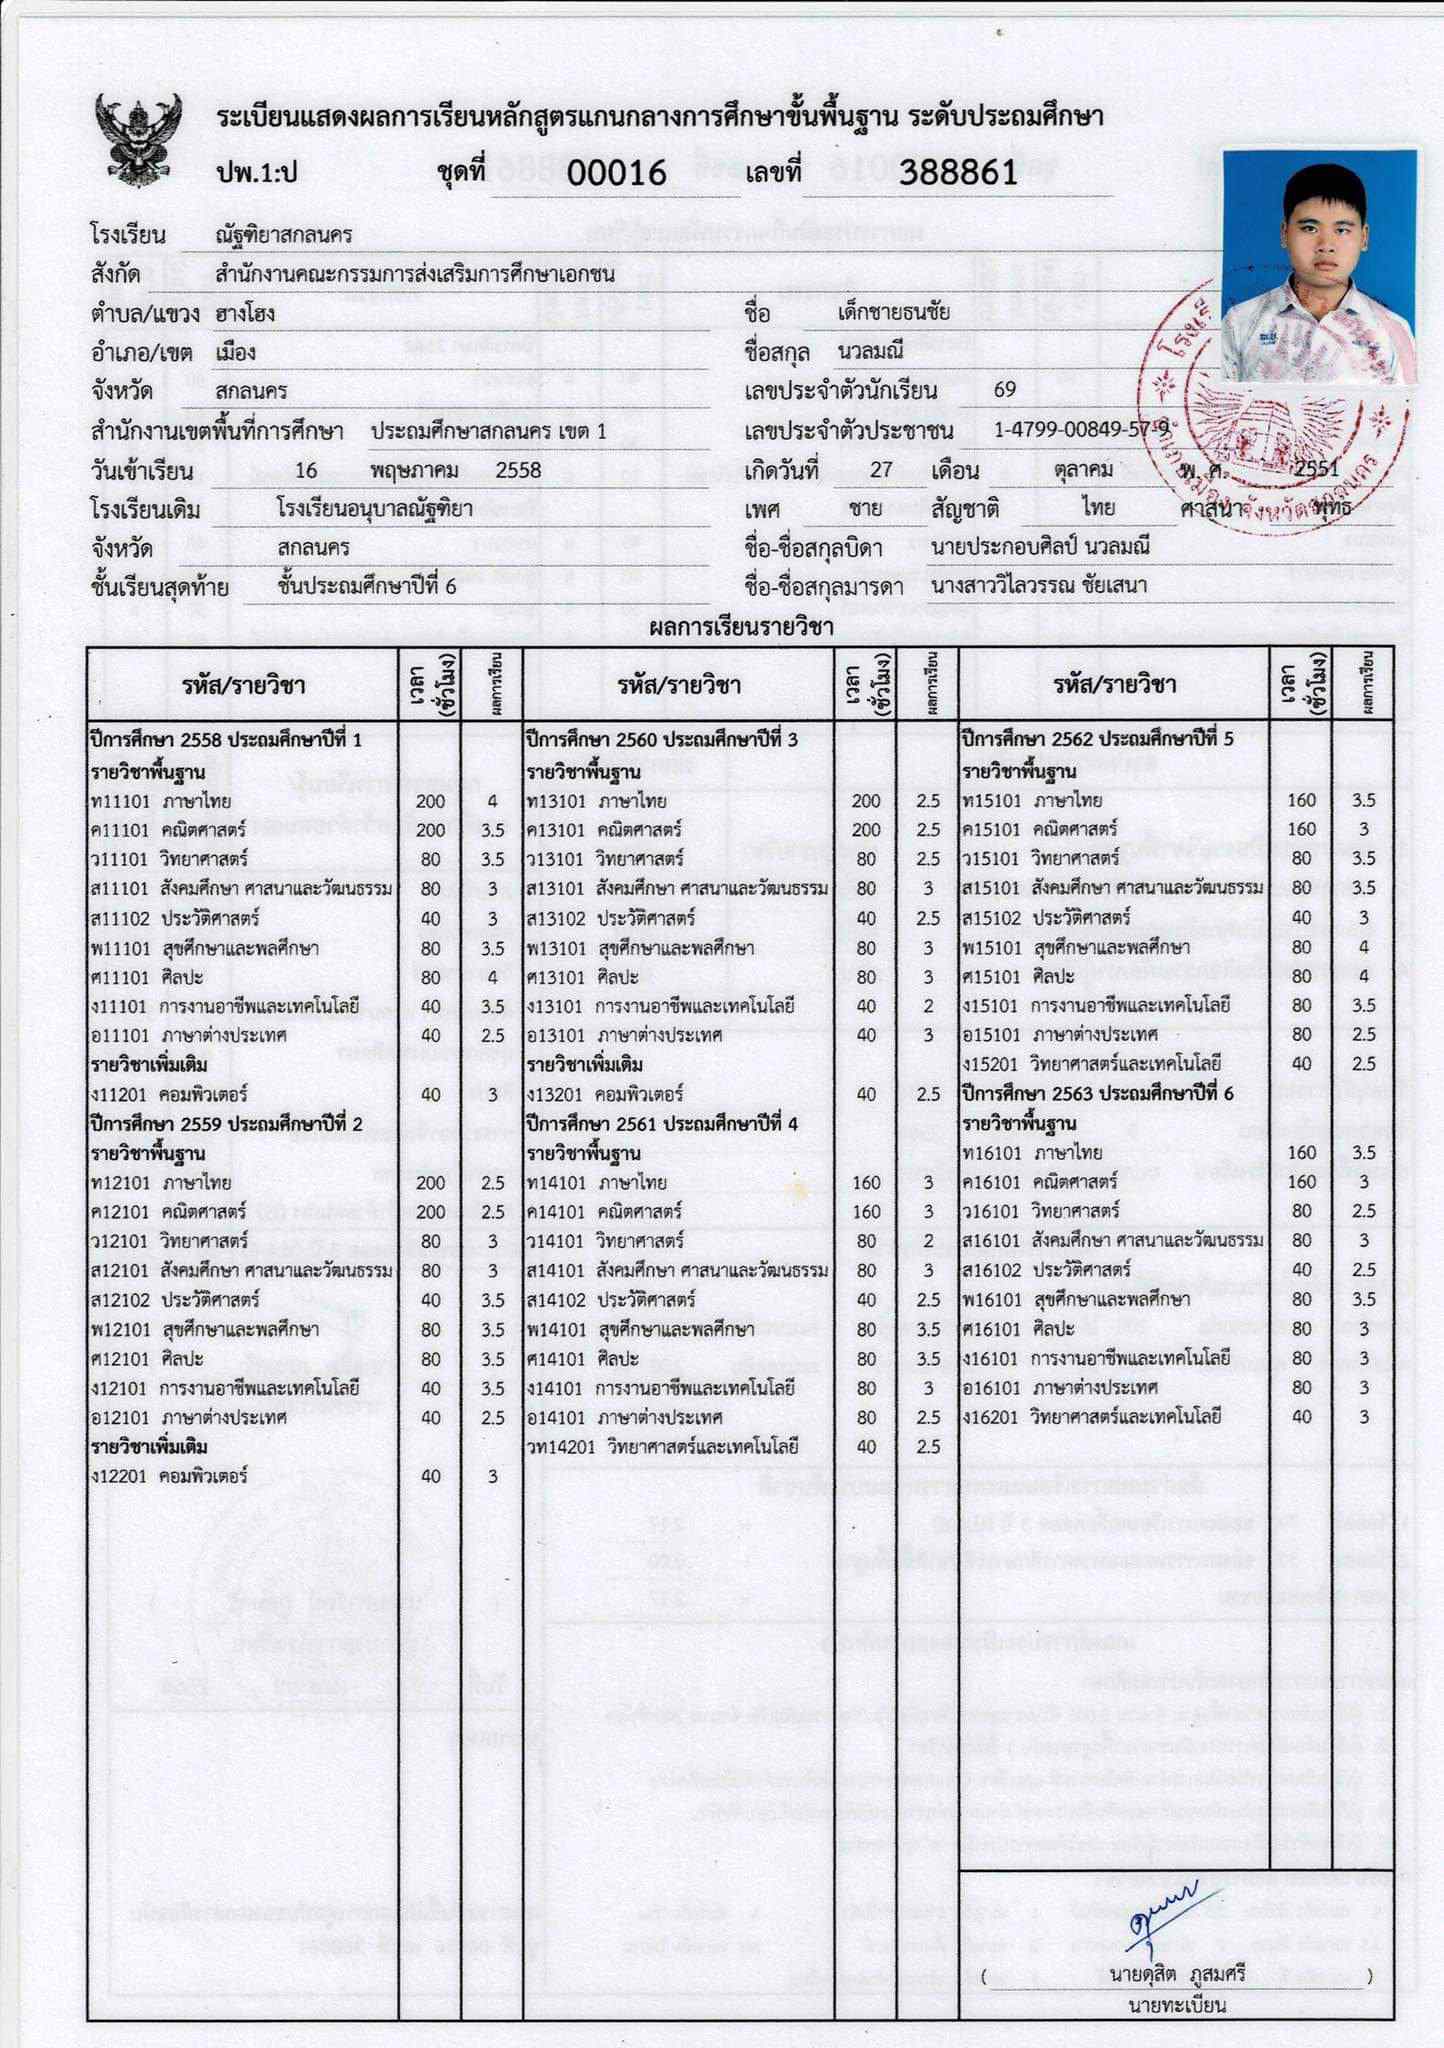 ระเบียนแสดงผลการเรียนหลักสูตรแกนกลางการศึกษาขั้นพื้นฐาน ระดับประถมศึกษา
ปพ.1:ป ชุดที่ 00016 เลขที่ 388861
โรงเรียน ณัฐฑิยาสกลนคร
สังกัด สำนักงานคณะกรรมการส่งเสริมการศึกษาเอกชน
ตำบล/แขวง ฮางโฮง ชื่อ เด็กชายธนชัย
อำเภอ/เขต เมือง ชื่อสกุล นวลมณี
จังหวัด สกลนคร เลขประจำตัวนักเรียน 69
สำนักงานเขตพื้นที่การศึกษา ประถมศึกษาสกลนคร เขต 1 เลขประจำตัวประชาชน 1-4799-00849-57-9
วันเข้าเรียน 16 พฤษภาคม 2558 เกิดวันที่ 27 เดือน ตุลาคม พ.ศ. 2551
โรงเรียนเดิม โรงเรียนอนุบาลณัฐฑิยา เพศ ชาย สัญชาติ ไทย ศาสนา พุทธ
จังหวัด สกลนคร ชื่อ-ชื่อสกุลบิดา นายประกอบศิลป์ นวลมณี
ชั้นเรียนสุดท้าย ชั้นประถมศึกษาปีที่ 6 ชื่อ-ชื่อสกุลมารดา นางสาววิไลวรรณ ชัยเสนา
ผลการเรียนรายวิชา
รหัส/รายวิชา เวลา (ชั่วโมง) ผลการเรียน
ปีการศึกษา 2558 ประถมศึกษาปีที่ 1
รายวิชาพื้นฐาน
ท11101 ภาษาไทย 200 4
ค11101 คณิตศาสตร์ 200 3.5
ว11101 วิทยาศาสตร์ 80 3.5
ส11101 สังคมศึกษา ศาสนาและวัฒนธรรม 80 3
ส11102 ประวัติศาสตร์ 40 3
พ11101 สุขศึกษาและพลศึกษา 80 3.5
ศ11101 ศิลปะ 80 4
ง11101 การงานอาชีพและเทคโนโลยี 40 3.5
อ11101 ภาษาต่างประเทศ 40 2.5
รายวิชาเพิ่มเติม
ง11201 คอมพิวเตอร์ 40 3
ปีการศึกษา 2559 ประถมศึกษาปีที่ 2
รายวิชาพื้นฐาน
ท12101 ภาษาไทย 200 2.5
ค12101 คณิตศาสตร์ 200 2.5
ว12101 วิทยาศาสตร์ 80 3
ส12101 สังคมศึกษา ศาสนาและวัฒนธรรม 80 3
ส12102 ประวัติศาสตร์ 40 3.5
พ12101 สุขศึกษาและพลศึกษา 80 3.5
ศ12101 ศิลปะ 80 3.5
ง12101 การงานอาชีพและเทคโนโลยี 40 3.5
อ12101 ภาษาต่างประเทศ 40 2.5
รายวิชาเพิ่มเติม
ง12201 คอมพิวเตอร์ 40 3
รหัส/รายวิชา เวลา (ชั่วโมง) ผลการเรียน
ปีการศึกษา 2560 ประถมศึกษาปีที่ 3
รายวิชาพื้นฐาน
ท13101 ภาษาไทย 200 2.5
ค13101 คณิตศาสตร์ 200 2.5
ว13101 วิทยาศาสตร์ 80 2.5
ส13101 สังคมศึกษา ศาสนาและวัฒนธรรม 80 3
ส13102 ประวัติศาสตร์ 40 2.5
พ13101 สุขศึกษาและพลศึกษา 80 3
ศ13101 ศิลปะ 80 3
ง13101 การงานอาชีพและเทคโนโลยี 40 2
อ13101 ภาษาต่างประเทศ 40 3
รายวิชาเพิ่มเติม
ง13201 คอมพิวเตอร์ 40 2.5
ปีการศึกษา 2561 ประถมศึกษาปีที่ 4
รายวิชาพื้นฐาน
ท14101 ภาษาไทย 160 3
ค14101 คณิตศาสตร์ 160 3
ว14101 วิทยาศาสตร์ 80 2
ส14101 สังคมศึกษา ศาสนาและวัฒนธรรม 80 3
ส14102 ประวัติศาสตร์ 40 2.5
พ14101 สุขศึกษาและพลศึกษา 80 3.5
ศ14101 ศิลปะ 80 3.5
ง14101 การงานอาชีพและเทคโนโลยี 80 3
อ14101 ภาษาต่างประเทศ 80 2.5
วท14201 วิทยาศาสตร์และเทคโนโลยี 40 2.5
รหัส/รายวิชา เวลา (ชั่วโมง) ผลการเรียน
ปีการศึกษา 2562 ประถมศึกษาปีที่ 5
รายวิชาพื้นฐาน
ท15101 ภาษาไทย 160 3.5
ค15101 คณิตศาสตร์ 160 3
ว15101 วิทยาศาสตร์ 80 3.5
ส15101 สังคมศึกษา ศาสนาและวัฒนธรรม 80 3.5
ส15102 ประวัติศาสตร์ 40 3
พ15101 สุขศึกษาและพลศึกษา 80 4
ศ15101 ศิลปะ 80 4
ง15101 การงานอาชีพและเทคโนโลยี 80 3.5
อ15101 ภาษาต่างประเทศ 80 2.5
ง15201 วิทยาศาสตร์และเทคโนโลยี 40 2.5
ปีการศึกษา 2563 ประถมศึกษาปีที่ 6
รายวิชาพื้นฐาน
ท16101 ภาษาไทย 160 3.5
ค16101 คณิตศาสตร์ 160 3
ว16101 วิทยาศาสตร์ 80 2.5
ส16101 สังคมศึกษา ศาสนาและวัฒนธรรม 80 3
ส16102 ประวัติศาสตร์ 40 2.5
พ16101 สุขศึกษาและพลศึกษา 80 3.5
ศ16101 ศิลปะ 80 3
ง16101 การงานอาชีพและเทคโนโลยี 80 3
อ16101 ภาษาต่างประเทศ 80 3
ง16201 วิทยาศาสตร์และเทคโนโลยี 40 3
( นายดุสิต ภูสมศรี )
นายทะเบียน